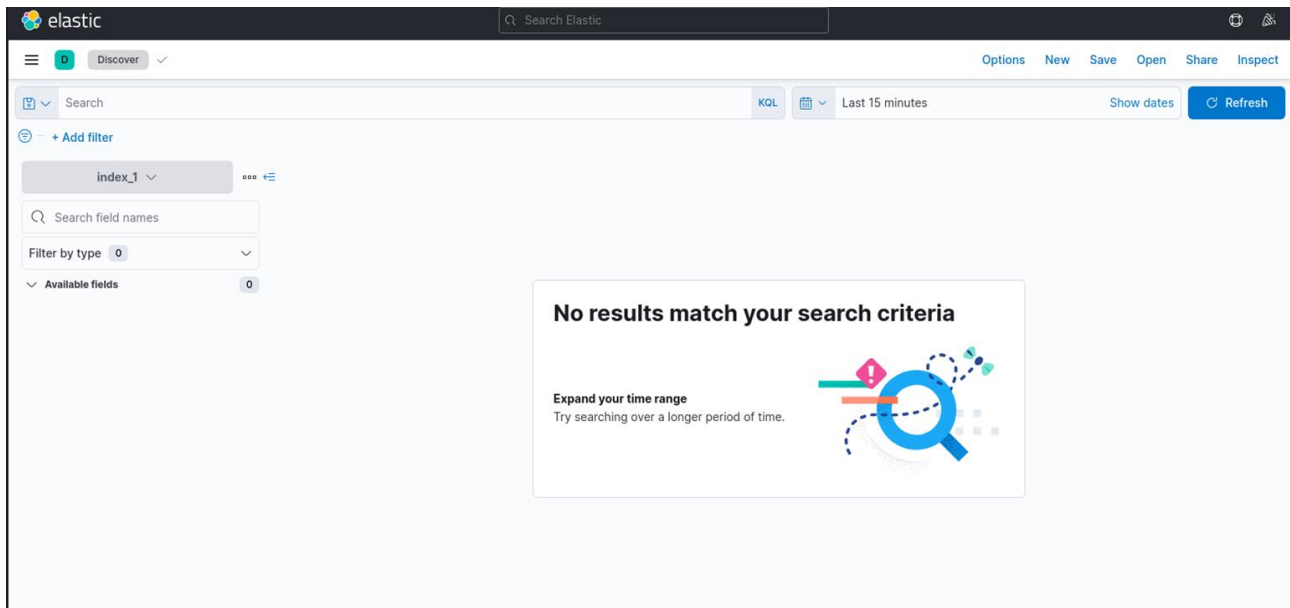 elastic
Search Elastic
D
Discover
Options New Save Open Share Inspect
Search
KQL
Last 15 minutes
Show dates
Refresh
+ Add filter
index_1
Search field names
Filter by type 0
Available fields 0
No results match your search criteria
Expand your time range
Try searching over a longer period of time.